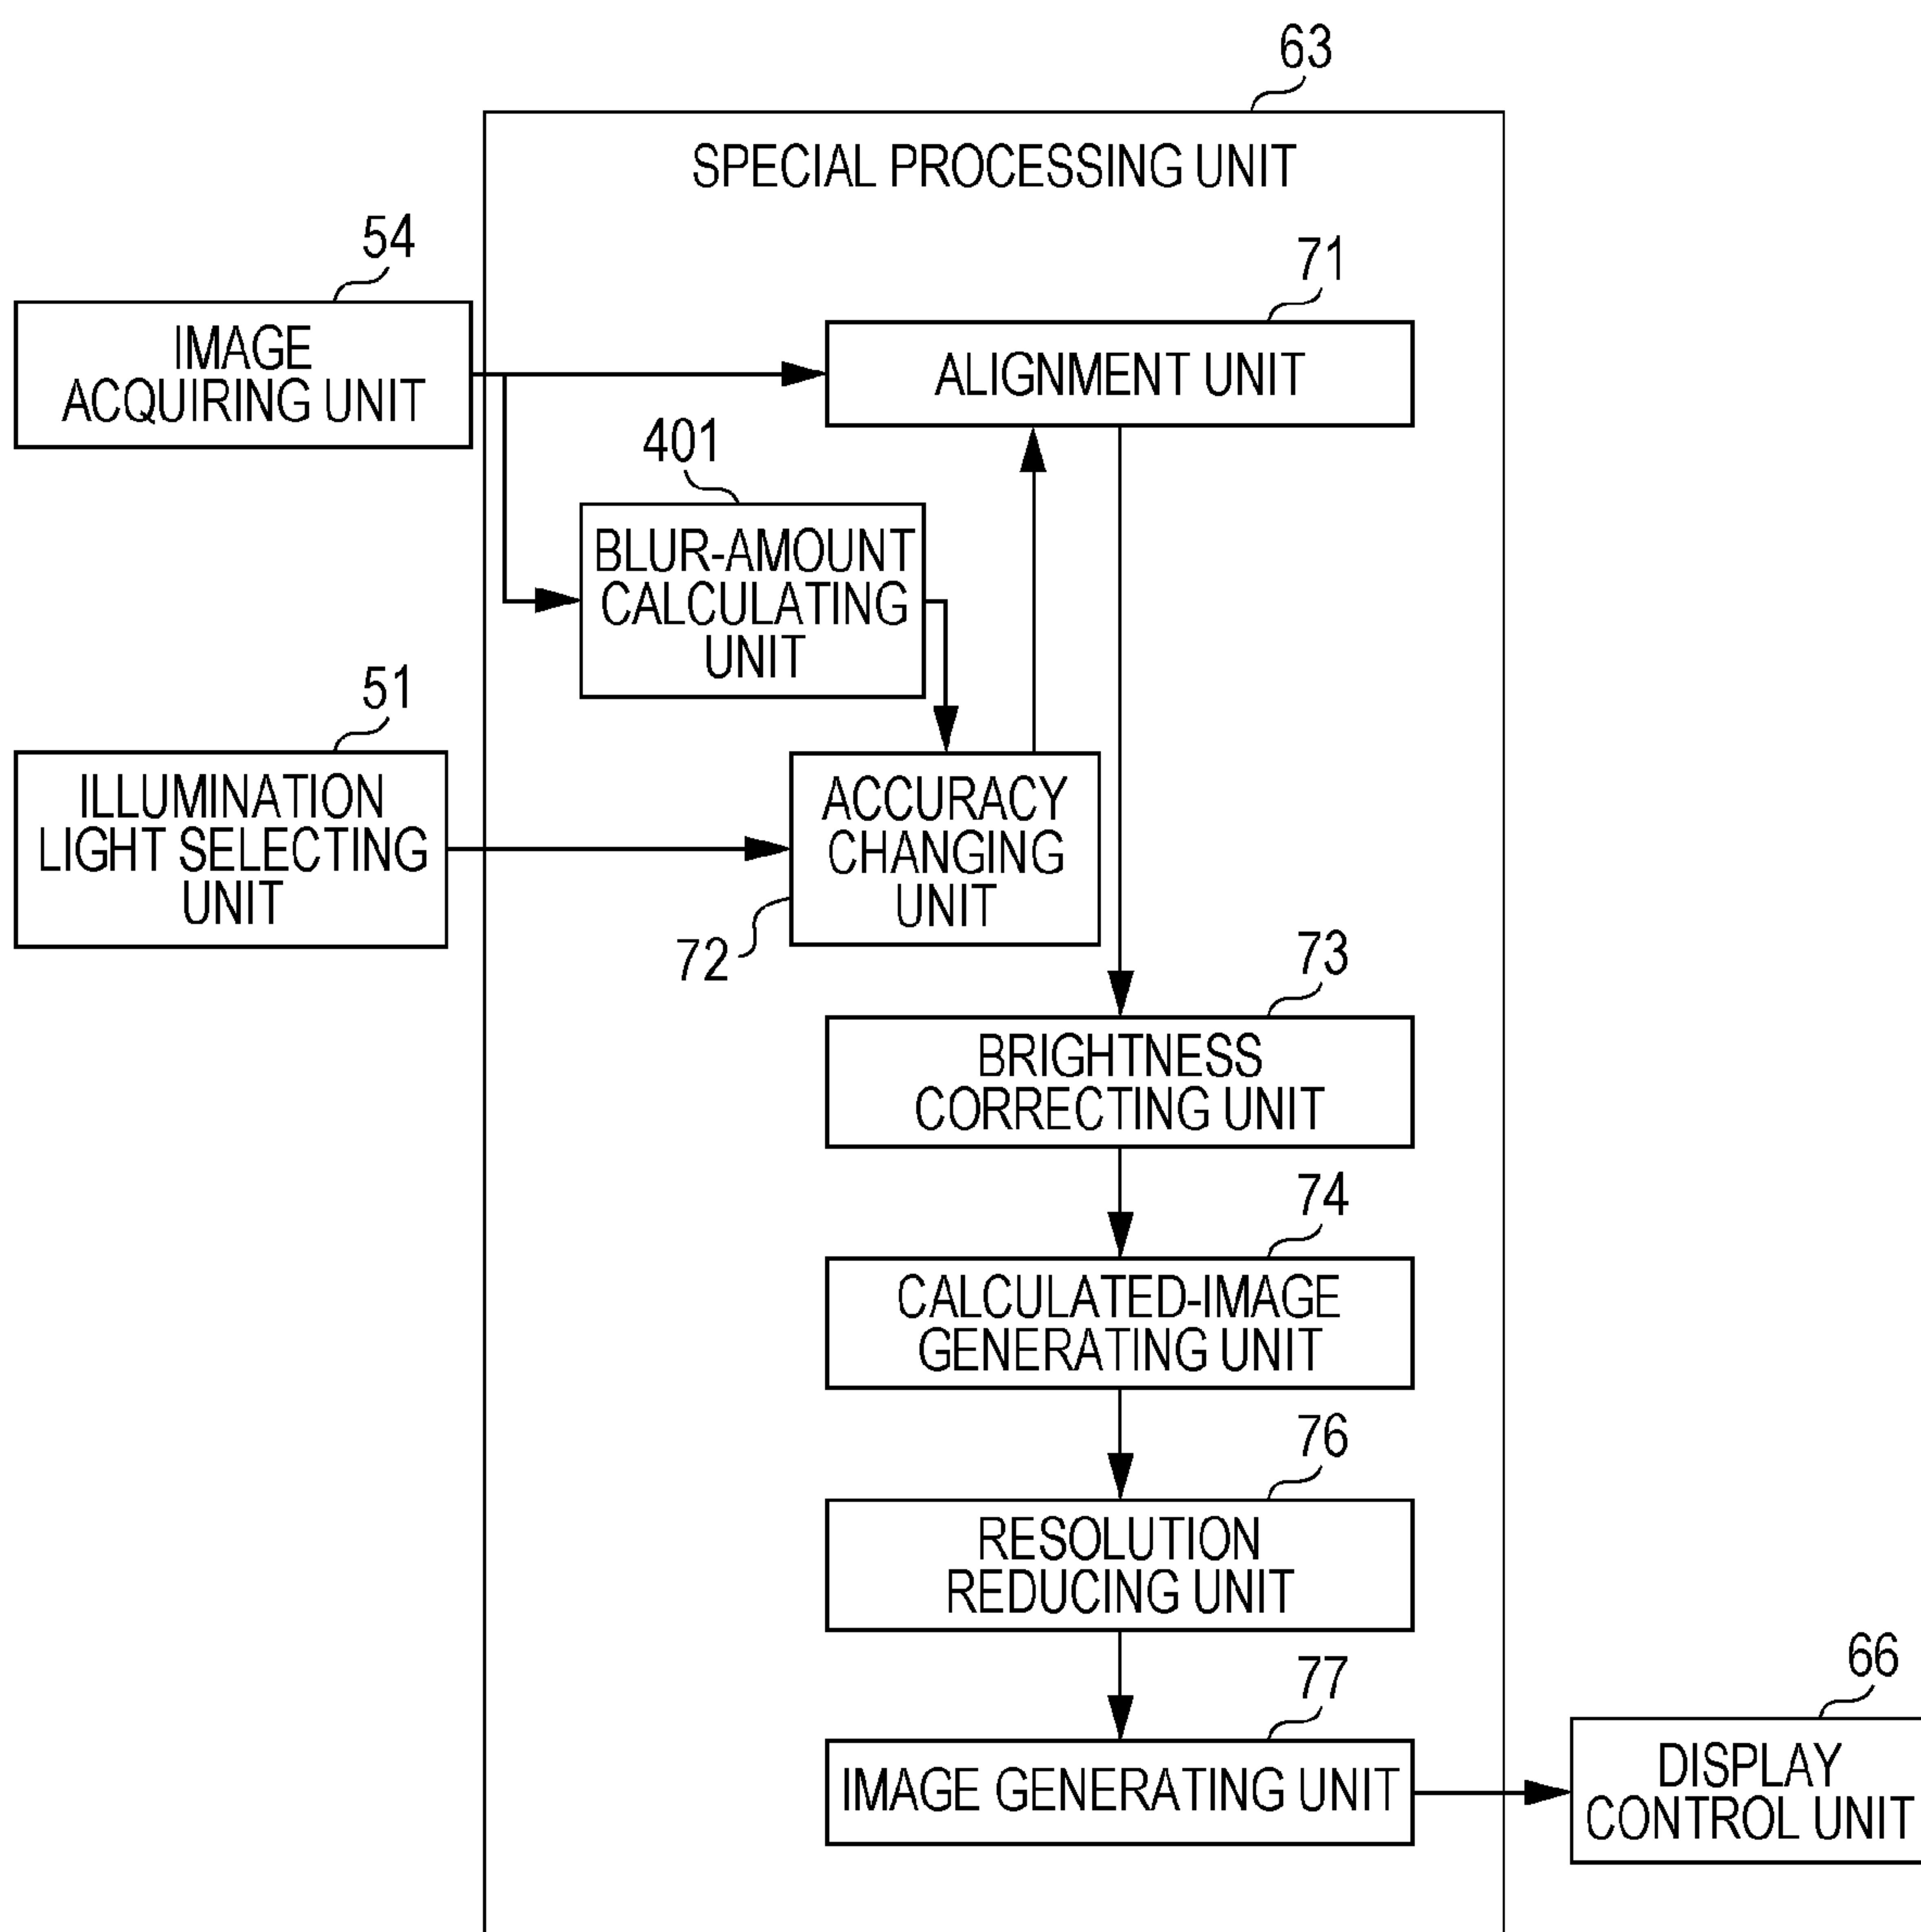 63
SPECIAL PROCESSING UNIT
54
IMAGE
ACQUIRING UNIT
71
ALIGNMENT UNIT
401
BLUR-AMOUNT
CALCULATING
UNIT
51
ILLUMINATION
LIGHT SELECTING
UNIT
ACCURACY
CHANGING
UNIT
72
73
BRIGHTNESS
CORRECTING UNIT
74
CALCULATED-IMAGE
GENERATING UNIT
76
RESOLUTION
REDUCING UNIT
77
IMAGE GENERATING UNIT
66
DISPLAY
CONTROL UNIT